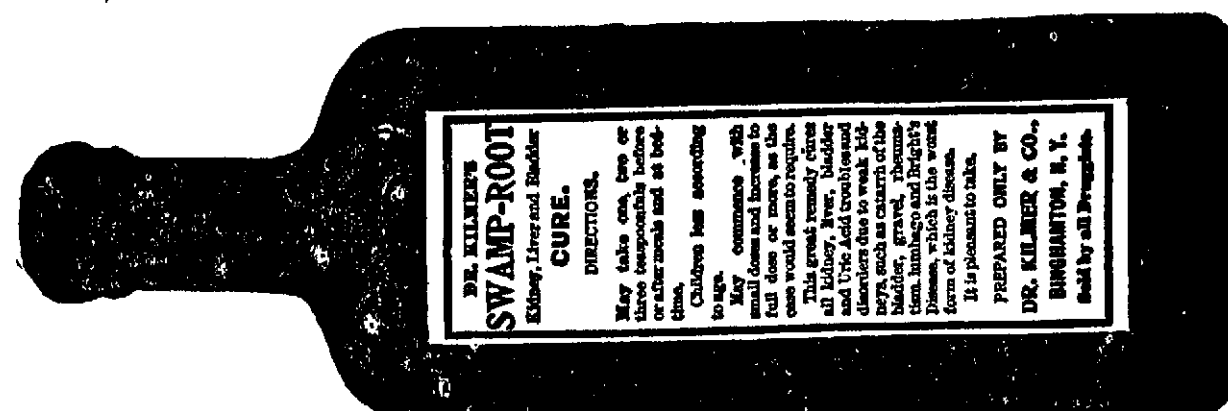 DR. KILMER'S
SWAMP-ROOT
Kidney, Liver and Bladder
CURE.
DIRECTIONS.
May take one, two or
three teaspoonfuls before
or after meals and at bed-
time.
Children less according
to age.
May commence with
small doses and increase to
full dose or more, as the
case would seem to require.
This great remedy cures
all kidney, liver, bladder
and Uric Acid troubles and
disorders due to weak kid-
neys, such as catarrh of the
bladder, gravel, rheuma-
tism, lumbago and Bright's
Disease, which is the worst
form of kidney disease.
It is pleasant to take.
PREPARED ONLY BY
DR. KILMER & CO.,
BINGHAMTON, N. Y.
Sold by all Druggists.